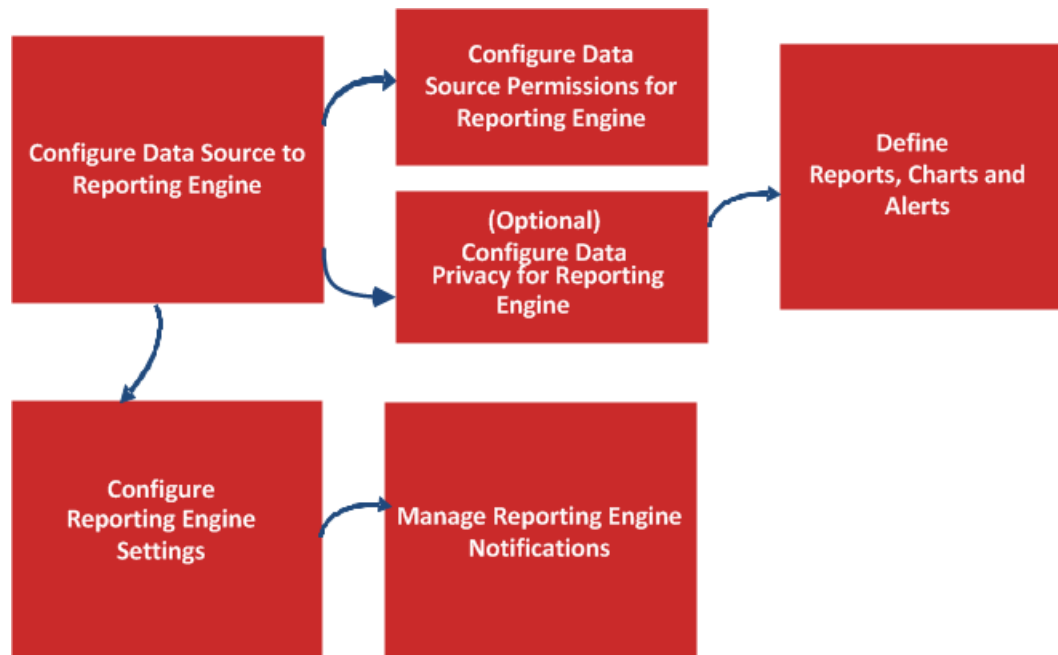 Configure Data Source to
Reporting Engine
Configure Data
Source Permissions for
Reporting Engine
(Optional)
Configure Data
Privacy for Reporting
Engine
Define
Reports, Charts and
Alerts
Configure
Reporting Engine
Settings
Manage Reporting Engine
Notifications